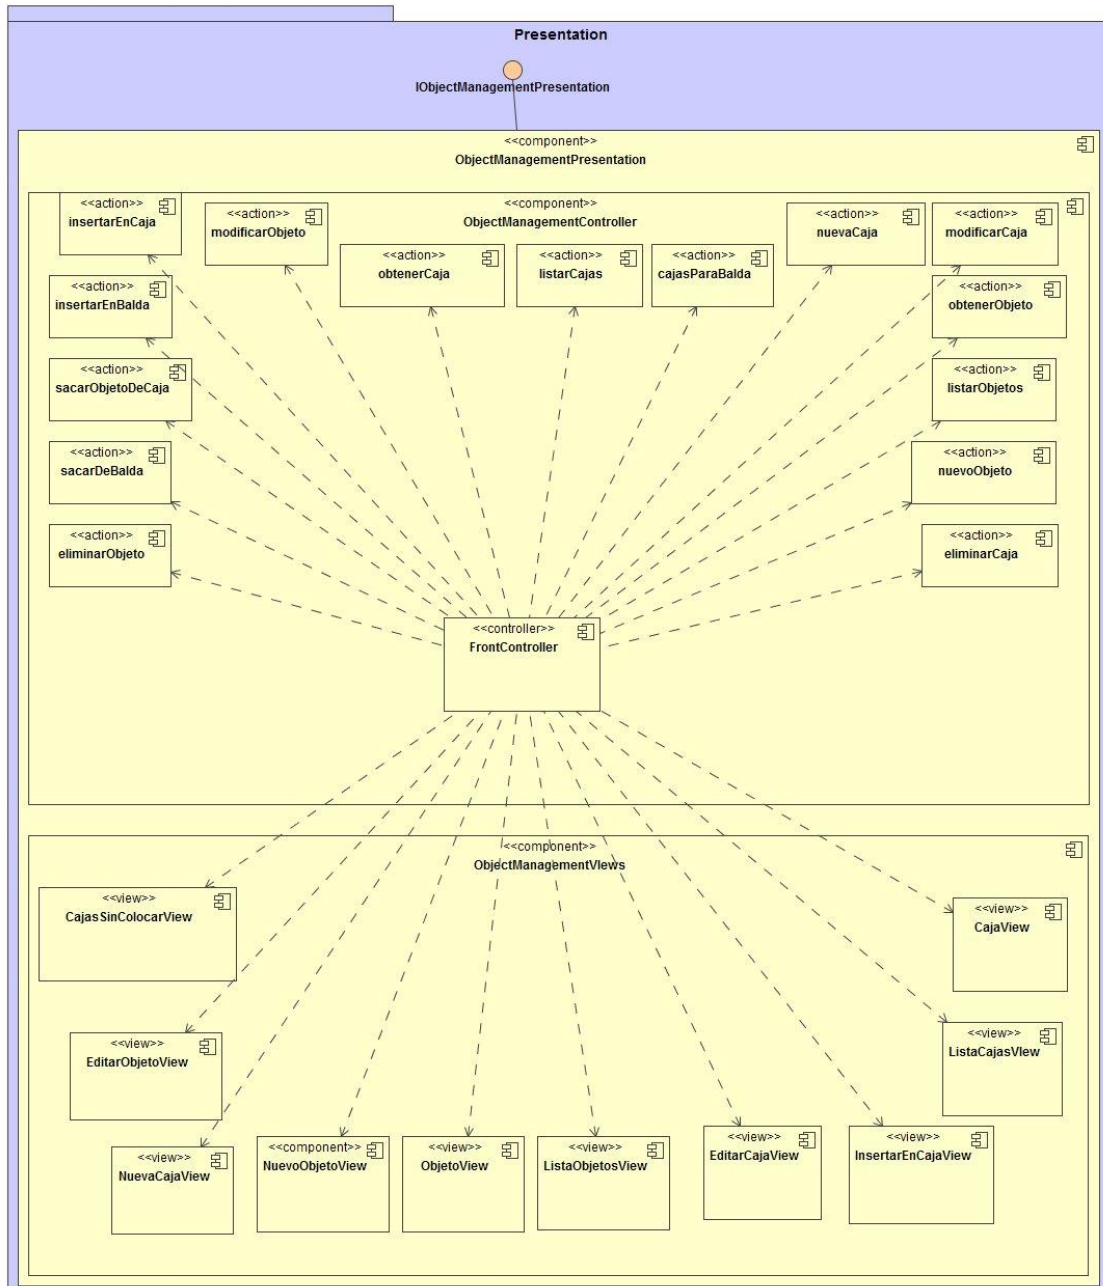 Presentation
IObjectManagementPresentation
<<component>>
ObjectManagementPresentation
<<component>>
ObjectManagementController
<<action>>
insertarEnCaja
<<action>>
modificarObjeto
<<action>>
obtenerCaja
<<action>>
listarCajas
<<action>>
cajasParaBalda
<<action>>
nuevaCaja
<<action>>
modificarCaja
<<action>>
insertarEnBalda
<<action>>
obtenerObjeto
<<action>>
sacarObjetoDeCaja
<<action>>
listarObjetos
<<action>>
sacarDeBalda
<<action>>
nuevoObjeto
<<action>>
eliminarObjeto
<<action>>
eliminarCaja
<<controller>>
FrontController
<<component>>
ObjectManagementVIews
<<view>>
CajasSinColocarView
<<view>>
CajaView
<<view>>
EditarObjetoView
<<view>>
ListaCajasVIew
<<view>>
NuevaCajaView
<<component>>
NuevoObjetoView
<<view>>
ObjetoView
<<view>>
ListaObjetosView
<<view>>
EditarCajaView
<<view>>
InsertarEnCajaView